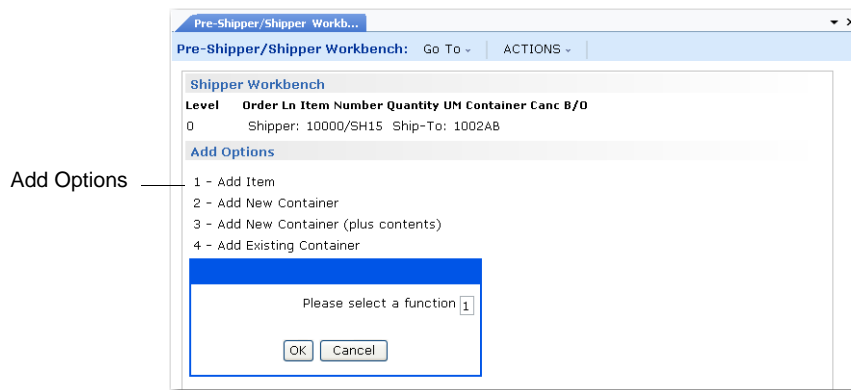 Pre-Shipper/Shipper Workb...
Pre-Shipper/Shipper Workbench: Go To ACTIONS
Shipper Workbench
Level Order Ln Item Number Quantity UM Container Canc B/O
0 Shipper: 10000/SH15 Ship-To: 1002AB
Add Options
Add Options
1 - Add Item
2 - Add New Container
3 - Add New Container (plus contents)
4 - Add Existing Container
Please select a function 1
OK Cancel